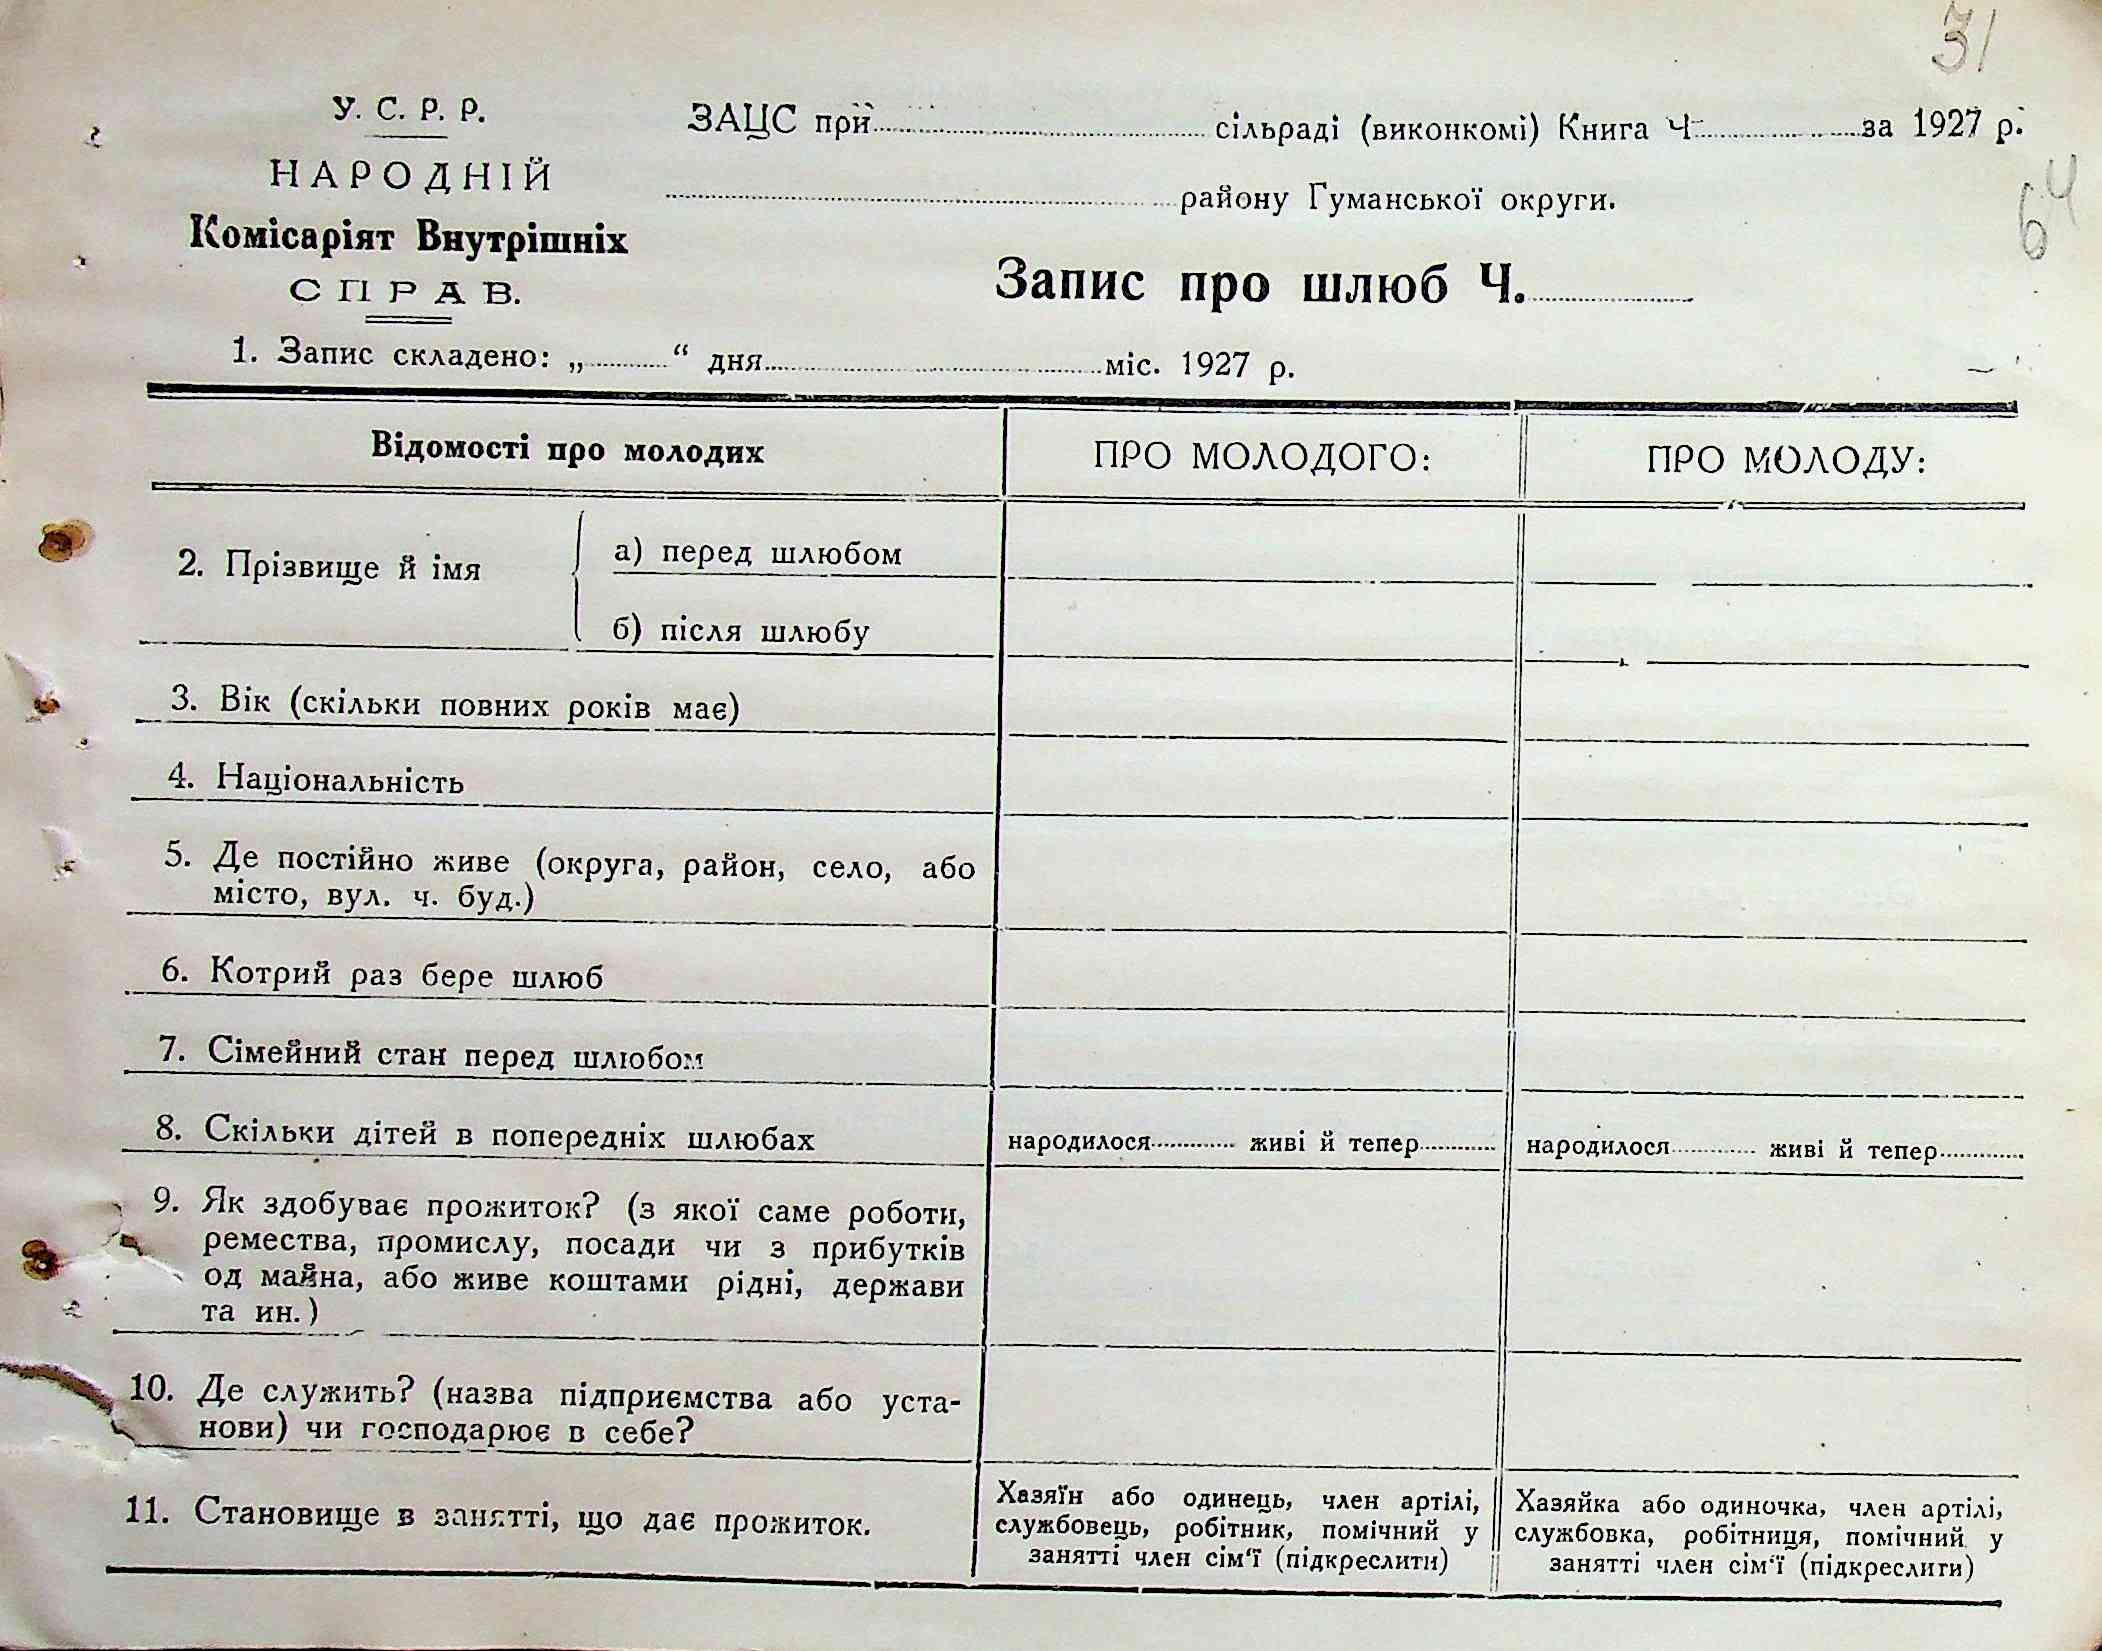 31
64
У. С. Р. Р.
НАРОДНІЙ
Комісаріят Внутрішніх
СПРАВ.
ЗАЦС при сільраді (виконкомі) Книга Ч за 1927 р.
району Гуманської округи.
Запис про шлюб Ч.
1. Запис складено: „ “ дня міс. 1927 р.
Відомості про молодих
ПРО МОЛОДОГО:
ПРО МОЛОДУ:
2. Прізвище й імя
а) перед шлюбом
б) після шлюбу
3. Вік (скільки повних років має)
4. Національність
5. Де постійно живе (округа, район, село, або
місто, вул. ч. буд.)
6. Котрий раз бере шлюб
7. Сімейний стан перед шлюбом
8. Скільки дітей в попередніх шлюбах
народилося живі й тепер
народилося живі й тепер
9. Як здобуває прожиток? (з якої саме роботи,
ремества, промислу, посади чи з прибутків
од майна, або живе коштами рідні, держави
та ин.)
10. Де служить? (назва підприємства або уста-
нови) чи господарює в себе?
11. Становище в занятті, що дає прожиток.
Хазяїн або одинець, член артілі,
службовець, робітник, помічний у
занятті член сім'ї (підкреслити)
Хазяйка або одиночка, член артілі,
службовка, робітниця, помічний у
занятті член сім'ї (підкреслити)